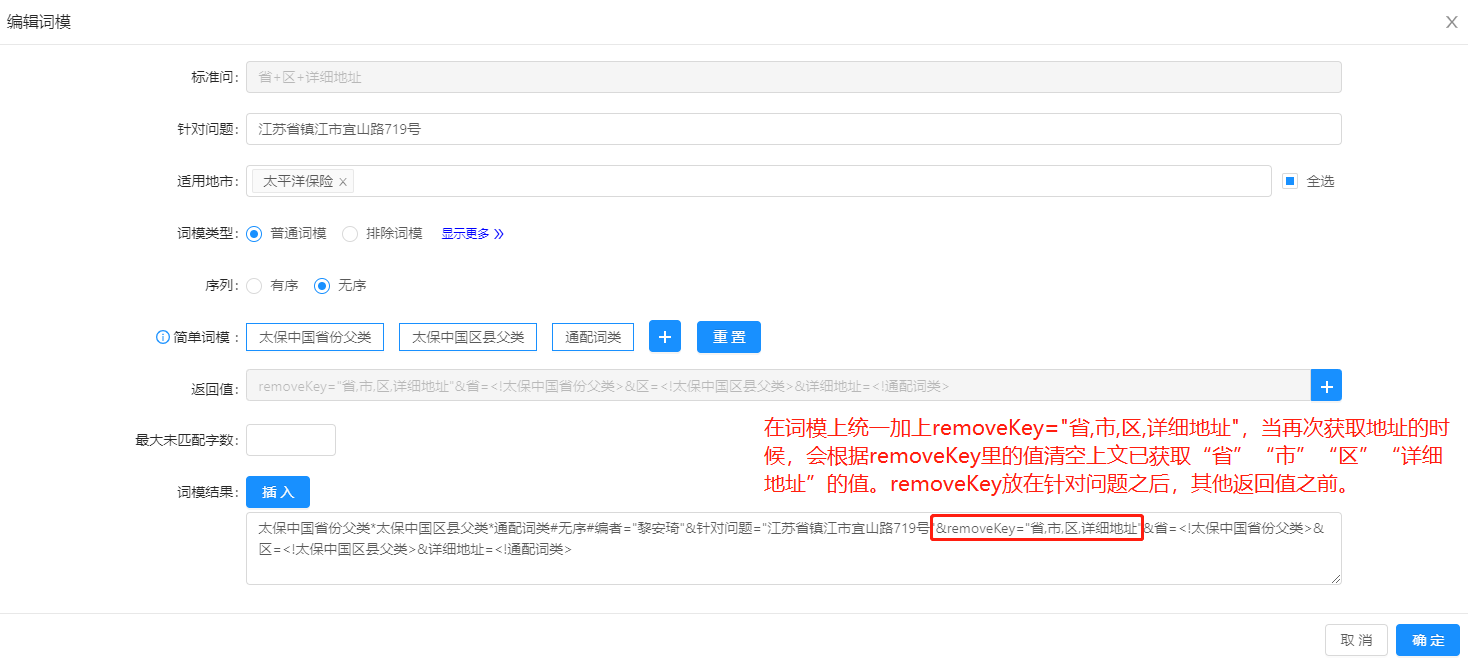 编辑词模
标准问: 省+区+详细地址
针对问题: 江苏省镇江市宜山路719号
适用地市: 太平洋保险 x 全选
词模类型: 普通词模 排除词模 显示更多 »
序列: 有序 无序
简单词模: 太保中国省份父类 太保中国区县父类 通配词类 + 重置
返回值: removeKey="省,市,区,详细地址"&省=<!太保中国省份父类>&区=<!太保中国区县父类>&详细地址=<!通配词类> +
最大未匹配字数:
在词模上统一加上removeKey="省,市,区,详细地址"，当再次获取地址的时
候，会根据removeKey里的值清空上文已获取“省”“市”“区”“详细
地址”的值。removeKey放在针对问题之后，其他返回值之前。
词模结果: 插入
太保中国省份父类*太保中国区县父类*通配词类#无序#编者="黎安琦"&针对问题="江苏省镇江市宜山路719号"&removeKey="省,市,区,详细地址"&省=<!太保中国省份父类>&
区=<!太保中国区县父类>&详细地址=<!通配词类>
取消 确定